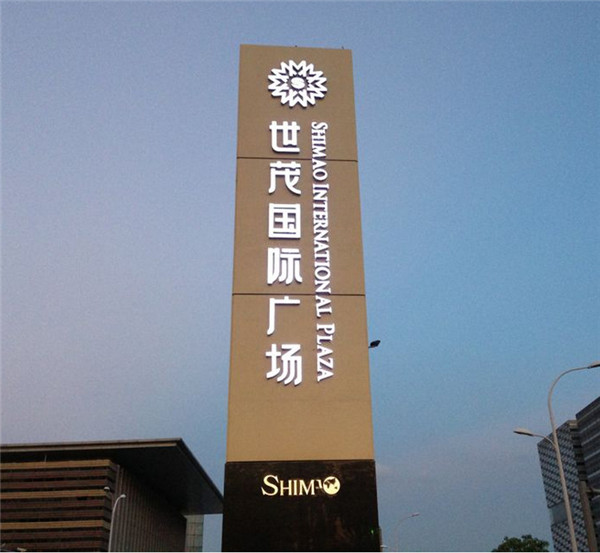 世茂国际广场
SHIMAO INTERNATIONAL PLAZA
SHIMAO